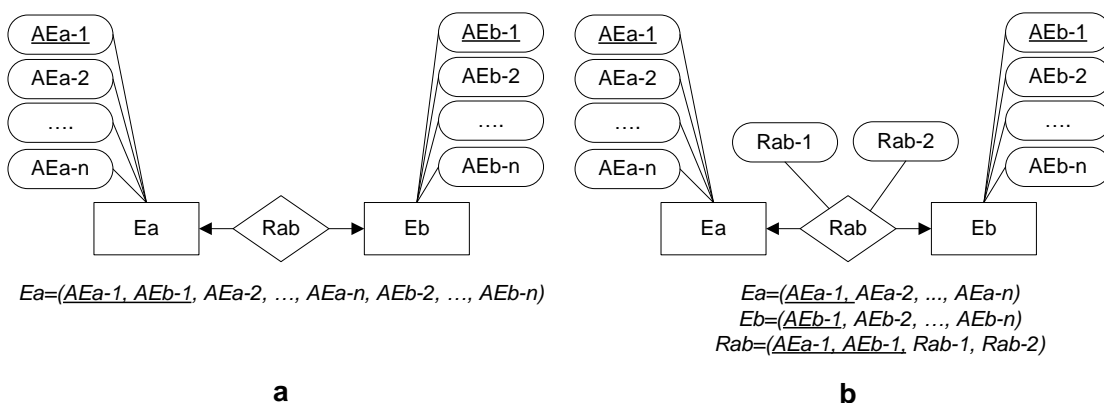 AEa-1
AEa-2
….
AEa-n
AEb-1
AEb-2
….
AEb-n
Ea
Rab
Eb
Ea=(AEa-1, AEb-1, AEa-2, …, AEa-n, AEb-2, …, AEb-n)
a
AEa-1
AEa-2
….
AEa-n
Rab-1
Rab-2
AEb-1
AEb-2
….
AEb-n
Ea
Rab
Eb
Ea=(AEa-1, AEa-2, ..., AEa-n)
Eb=(AEb-1, AEb-2, …, AEb-n)
Rab=(AEa-1, AEb-1, Rab-1, Rab-2)
b